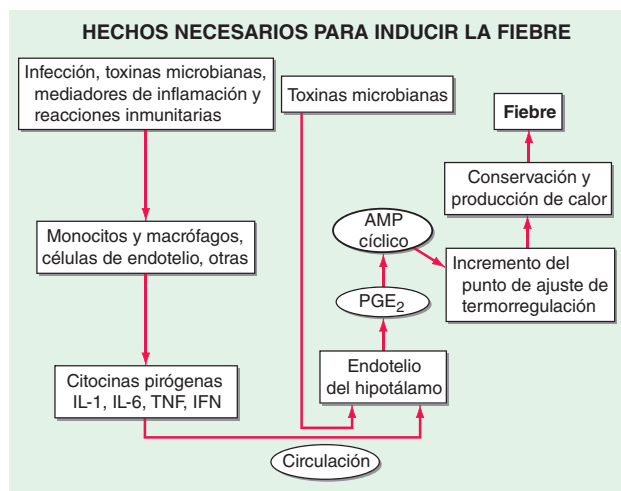 HECHOS NECESARIOS PARA INDUCIR LA FIEBRE
Infección, toxinas microbianas,
mediadores de inflamación y
reacciones inmunitarias
Toxinas microbianas
Fiebre
Conservación y
producción de calor
AMP
cíclico
Monocitos y macrófagos,
células de endotelio, otras
Incremento del
punto de ajuste de
termorregulación
PGE2
Endotelio
del hipotálamo
Citocinas pirógenas
IL-1, IL-6, TNF, IFN
Circulación